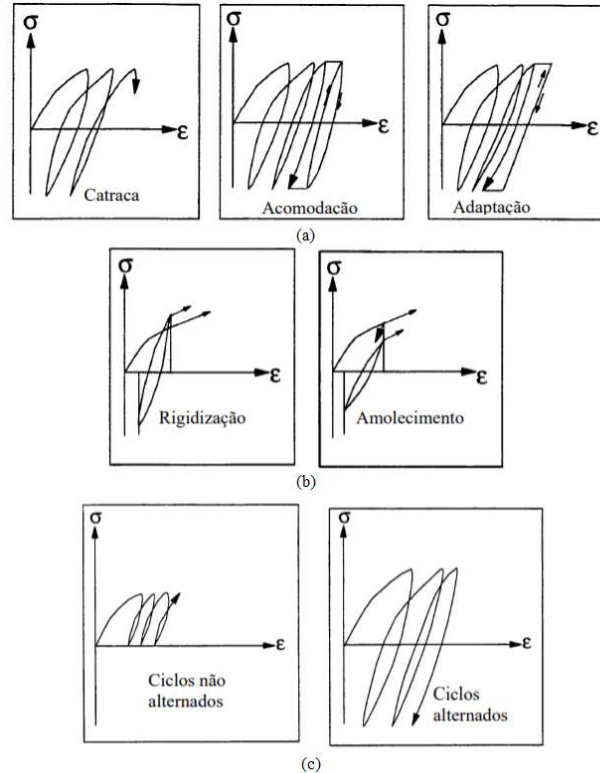 σ
ε
Catraca
σ
ε
Acomodação
σ
ε
Adaptação
(a)
σ
ε
Rigidização
σ
ε
Amolecimento
(b)
σ
ε
Ciclos não
alternados
σ
ε
Ciclos
alternados
(c)